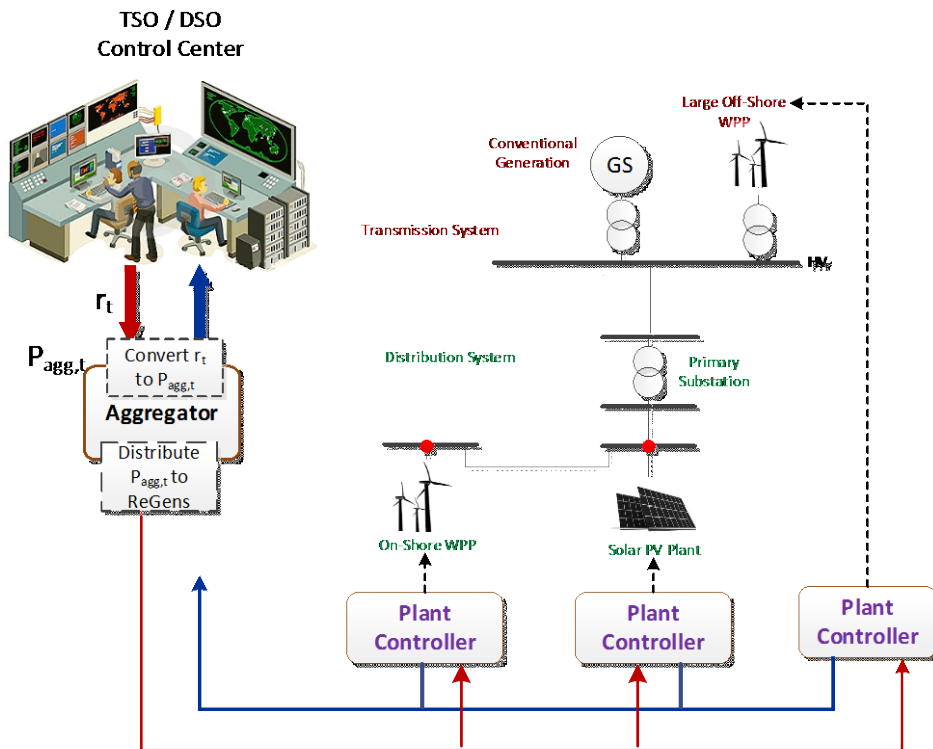 TSO / DSO
Control Center
Large Off-Shore
WPP
Conventional
Generation
GS
Transmission System
HV
r_t
P_agg,t
Convert r_t
to P_agg,t
Aggregator
Distribute
P_agg,t to
ReGens
Distribution System
Primary
Substation
On-Shore WPP
Solar PV Plant
Plant
Controller
Plant
Controller
Plant
Controller